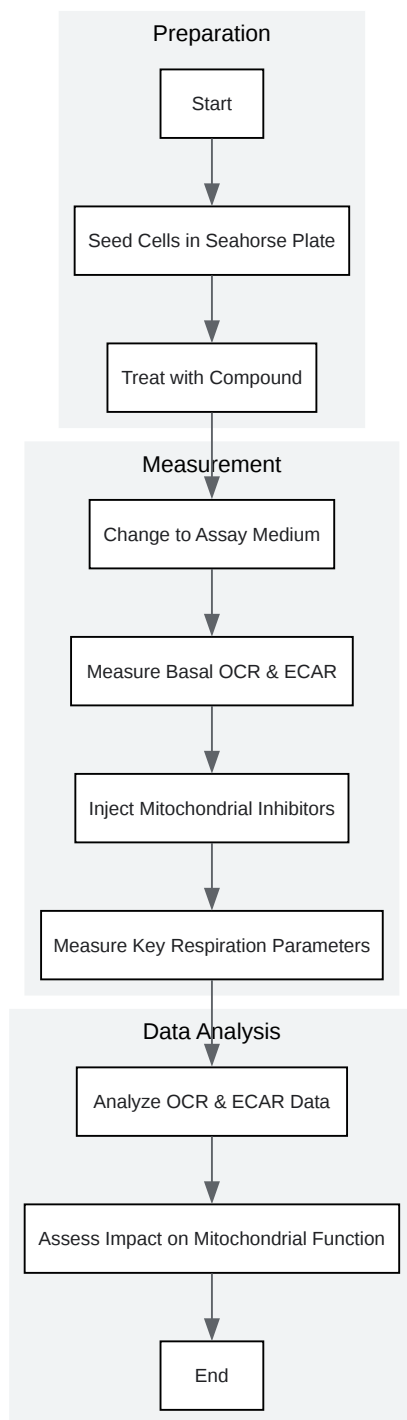 Preparation
Start
Seed Cells in Seahorse Plate
Treat with Compound
Measurement
Change to Assay Medium
Measure Basal OCR & ECAR
Inject Mitochondrial Inhibitors
Measure Key Respiration Parameters
Data Analysis
Analyze OCR & ECAR Data
Assess Impact on Mitochondrial Function
End